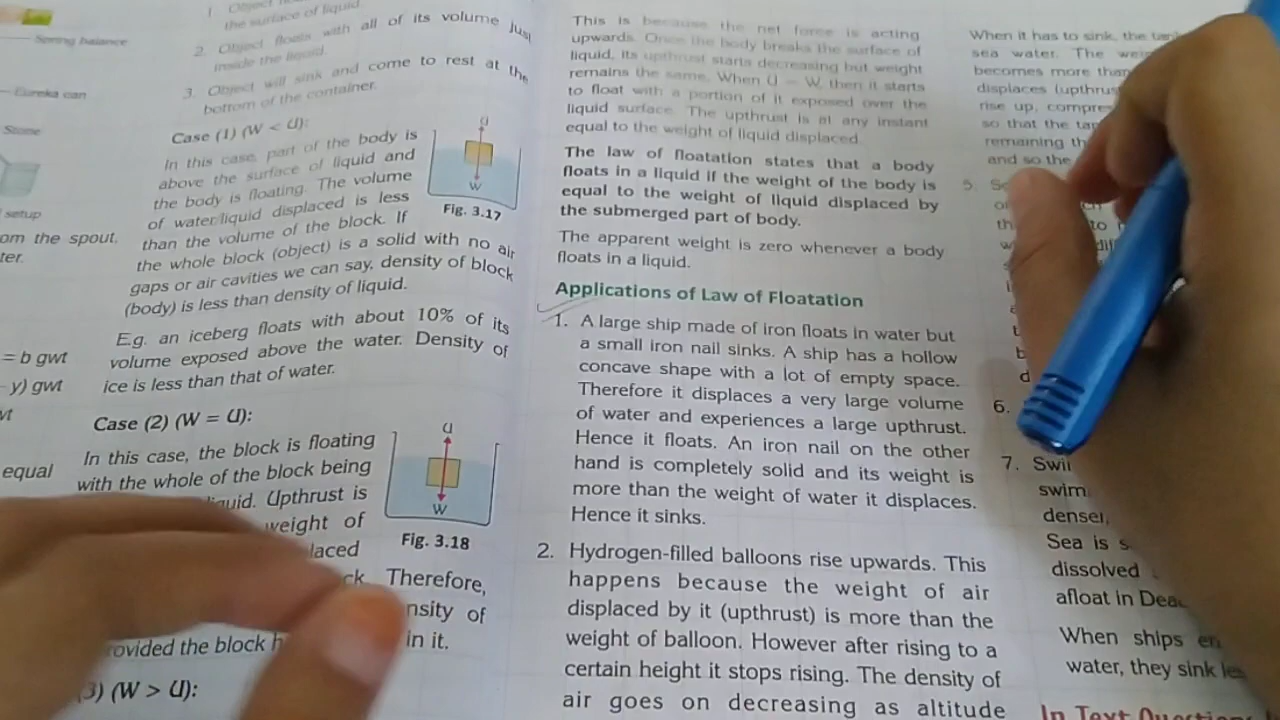 Spring balance
Eureka can
Stone
setup
om the spout.
ter.
= b gwt
y) gwt
equal
1. Object
the surface of liquid
2. Object floats with all of its volume just
inside the liquid.
3. Object will sink and come to rest at the
bottom of the container.
Case (1) (W < U):
In this case, part of the body is
above the surface of liquid and
the body is floating. The volume
of water/liquid displaced is less
than the volume of the block. If
the whole block (object) is a solid with no air
gaps or air cavities we can say, density of block
(body) is less than density of liquid.
U
W
Fig. 3.17
E.g. an iceberg floats with about 10% of its
volume exposed above the water. Density of
ice is less than that of water.
Case (2) (W = U):
In this case, the block is floating
with the whole of the block being
quid. Upthrust is
weight of
laced
ck. Therefore,
nsity of
rovided the block h in it.
3) (W > U):
U
W
Fig. 3.18
This is because the net force is acting
upwards. Once the body breaks the surface of
liquid, its upthrust starts decreasing but weight
remains the same. When U = W, then it starts
to float with a portion of it exposed over the
liquid surface. The upthrust is at any instant
equal to the weight of liquid displaced.
The law of floatation states that a body
floats in a liquid if the weight of the body is
equal to the weight of liquid displaced by
the submerged part of body.
The apparent weight is zero whenever a body
floats in a liquid.
Applications of Law of Floatation
1. A large ship made of iron floats in water but
a small iron nail sinks. A ship has a hollow
concave shape with a lot of empty space.
Therefore it displaces a very large volume
of water and experiences a large upthrust.
Hence it floats. An iron nail on the other
hand is completely solid and its weight is
more than the weight of water it displaces.
Hence it sinks.
2. Hydrogen-filled balloons rise upwards. This
happens because the weight of air
displaced by it (upthrust) is more than the
weight of balloon. However after rising to a
certain height it stops rising. The density of
air goes on decreasing as altitude
When it has to sink, the
sea water. The
becomes more than
displaces (upthrus
rise up, compre
so that the
remaining
and so the
5.
to
6.
7. Swi
swim
denser,
Sea is s
dissolved
afloat in Dea
When ships en
water, they sink les
In Text Question